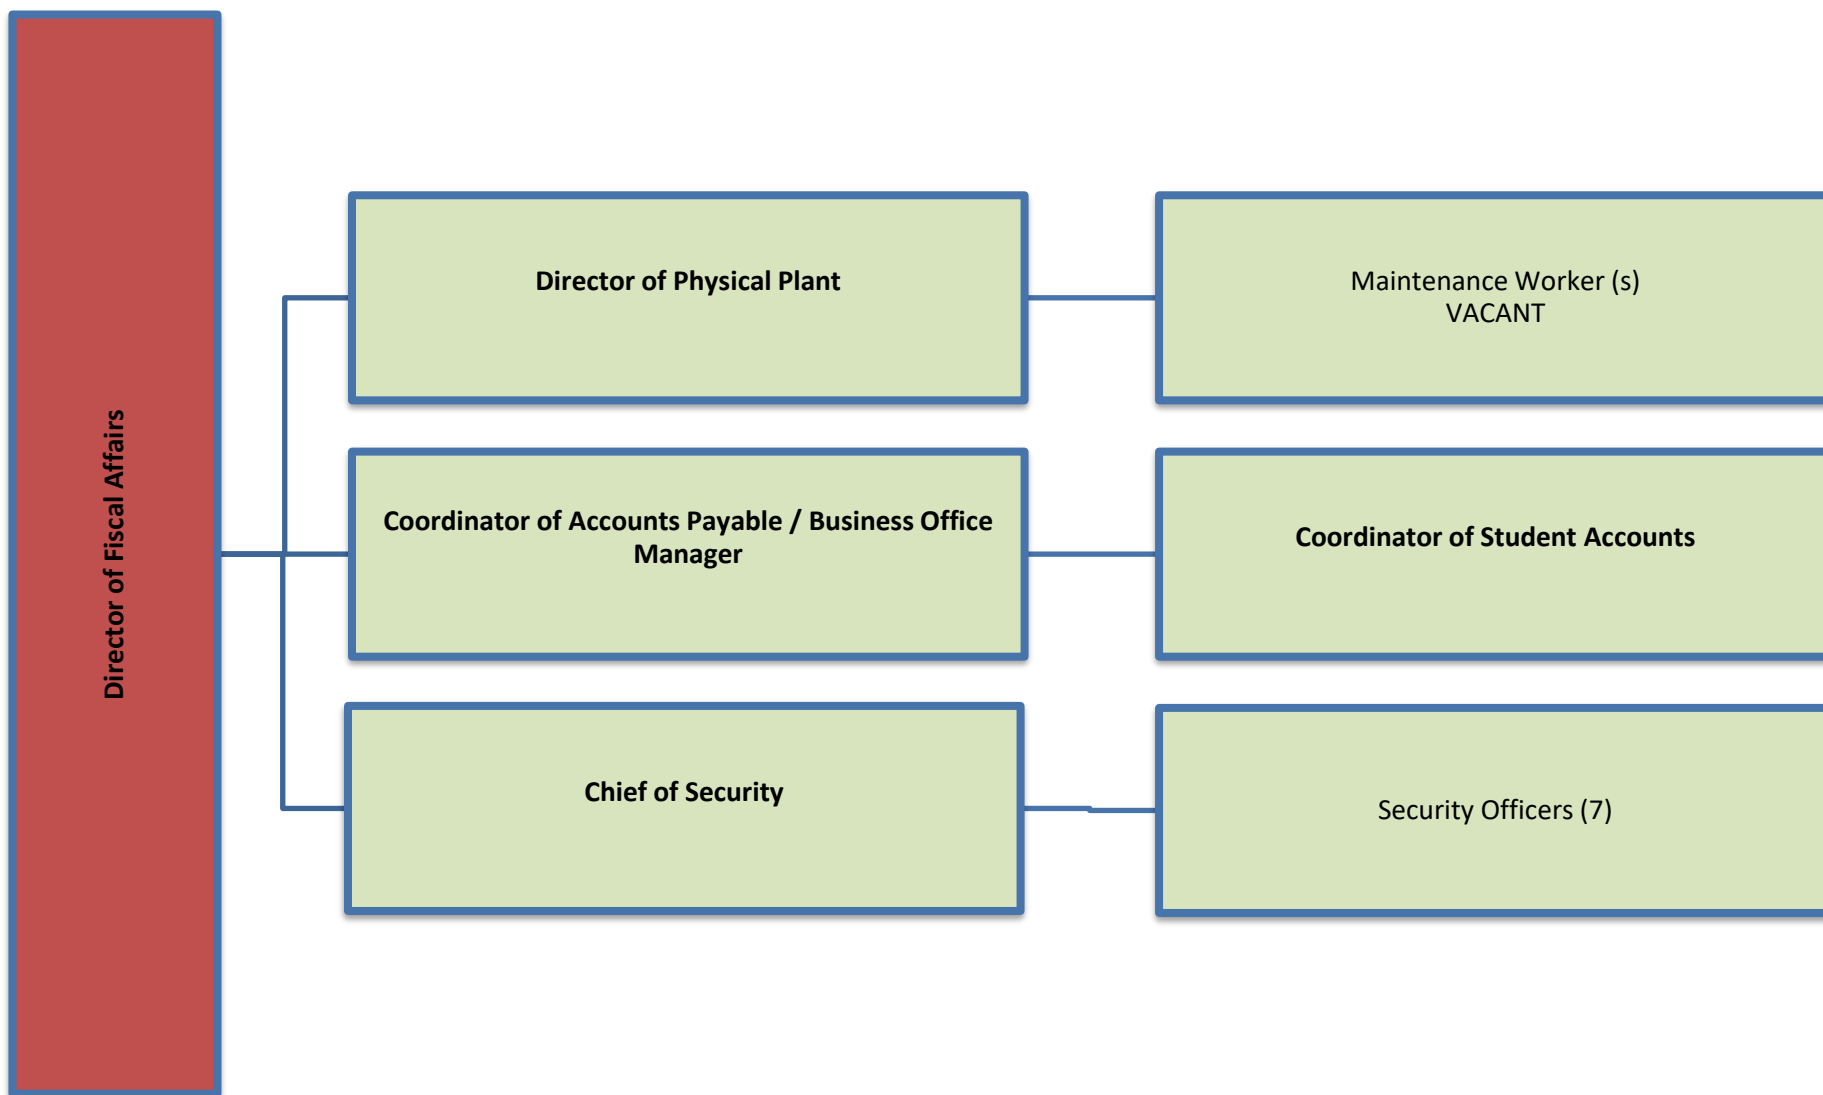 Director of Fiscal Affairs
Director of Physical Plant
Maintenance Worker (s)
VACANT
Coordinator of Accounts Payable / Business Office
Manager
Coordinator of Student Accounts
Chief of Security
Security Officers (7)